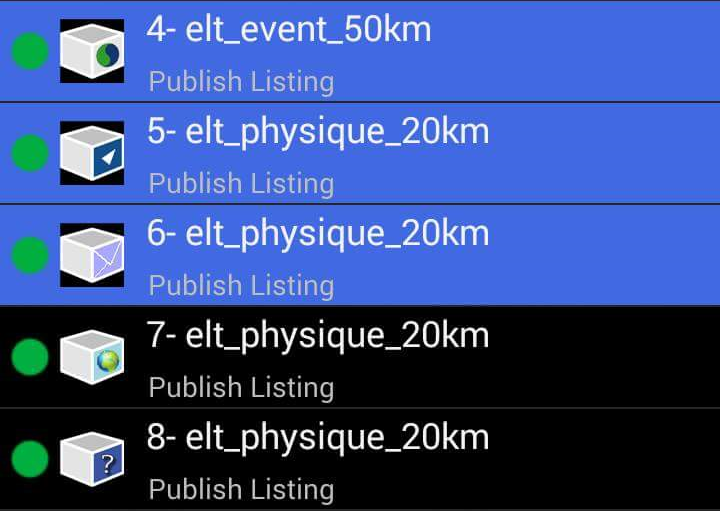 4- elt_event_50km
Publish Listing
5- elt_physique_20km
Publish Listing
6- elt_physique_20km
Publish Listing
7- elt_physique_20km
Publish Listing
8- elt_physique_20km
?
Publish Listing